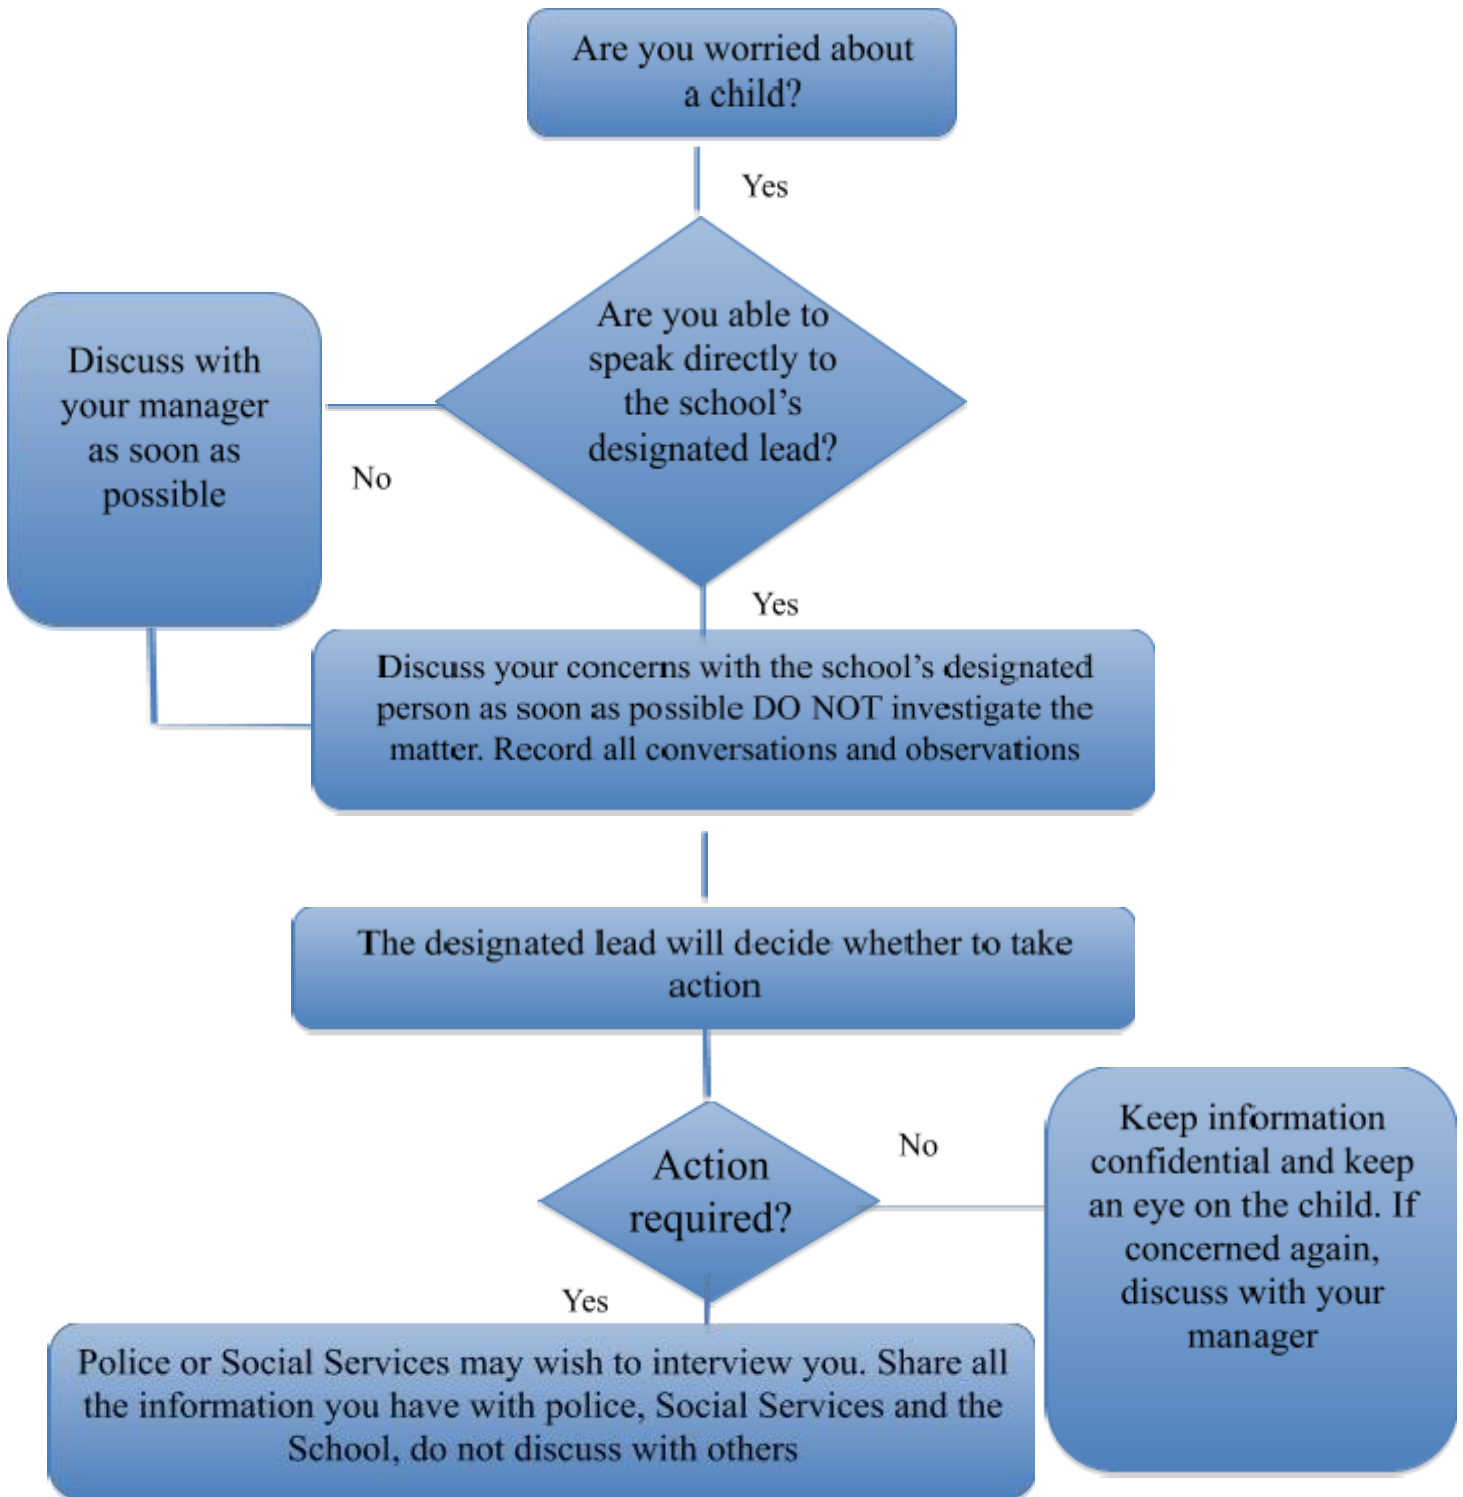 Are you worried about
a child?
Yes
Are you able to
speak directly to
the school’s
designated lead?
No
Discuss with
your manager
as soon as
possible
Yes
Discuss your concerns with the school’s designated
person as soon as possible DO NOT investigate the
matter. Record all conversations and observations
The designated lead will decide whether to take
action
Action
required?
No
Keep information
confidential and keep
an eye on the child. If
concerned again,
discuss with your
manager
Yes
Police or Social Services may wish to interview you. Share all
the information you have with police, Social Services and the
School, do not discuss with others